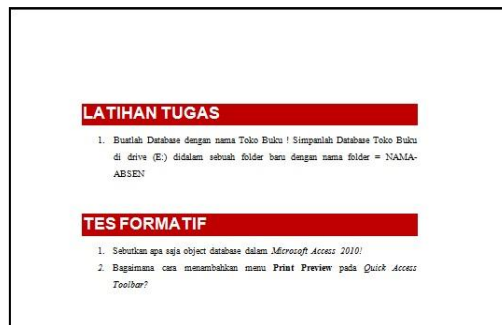 LATIHAN TUGAS
1. Buatlah Database dengan nama Toko Buku ! Simpanlah Database Toko Buku
di drive (E:) didalam sebuah folder baru dengan nama folder = NAMA-
ABSEN
TES FORMATIF
1. Sebutkan apa saja object database dalam Microsoft Access 2010!
2. Bagaimana cara menambahkan menu Print Preview pada Quick Access
Toolbar?